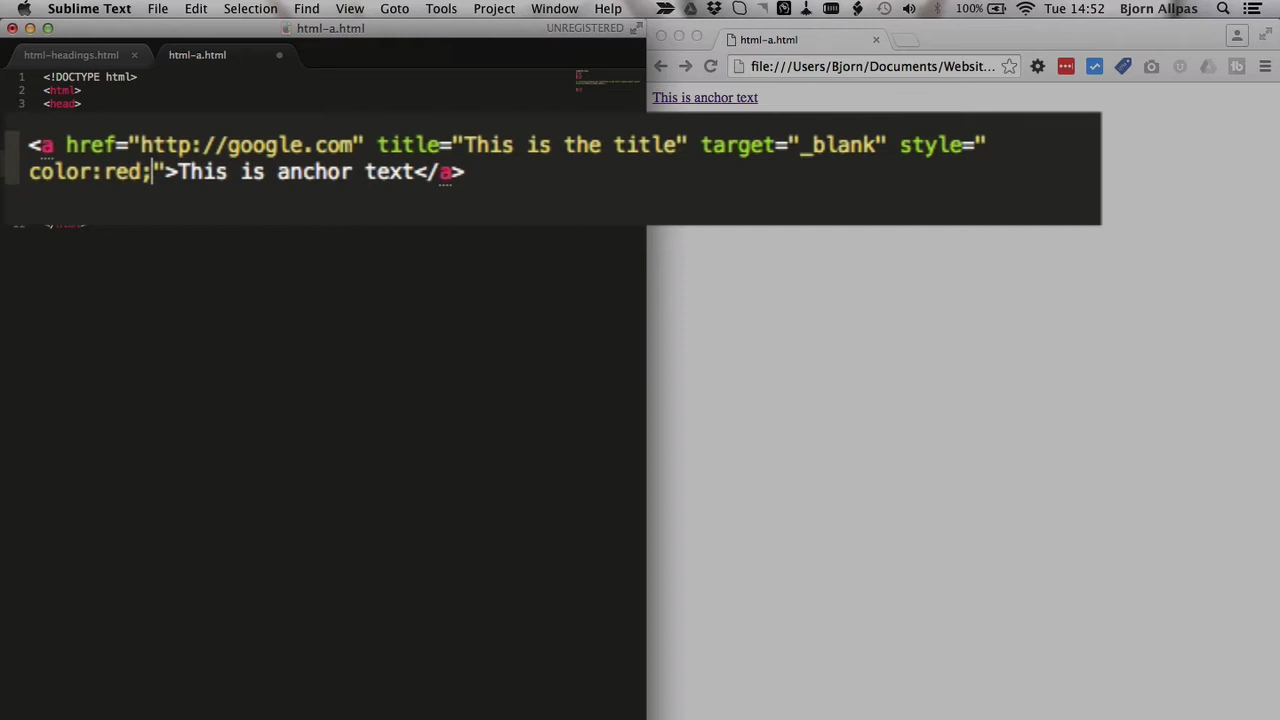 Sublime Text File Edit Selection Find View Goto Tools Project Window Help 100% Tue 14:52 Bjorn Allpas
html-a.html UNREGISTERED
html-headings.html html-a.html
html-a.html
file:///Users/Bjorn/Documents/Websit...
1 <!DOCTYPE html>
2 <html>
3 <head>
This is anchor text
<a href="http://google.com" title="This is the title" target="_blank" style="
color:red;">This is anchor text</a>